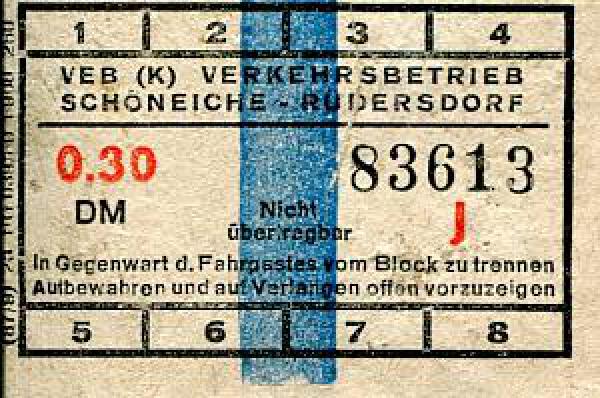 1 2 3 4
VEB (K) VERKEHRSBETRIEB
SCHÖNEICHE - RÜDERSDORF
0.30 83613
DM Nicht J
übertragbar
In Gegenwart d. Fahrgastes vom Block zu trennen
Aufbewahren und auf Verlangen offen vorzuzeigen
5 6 7 8